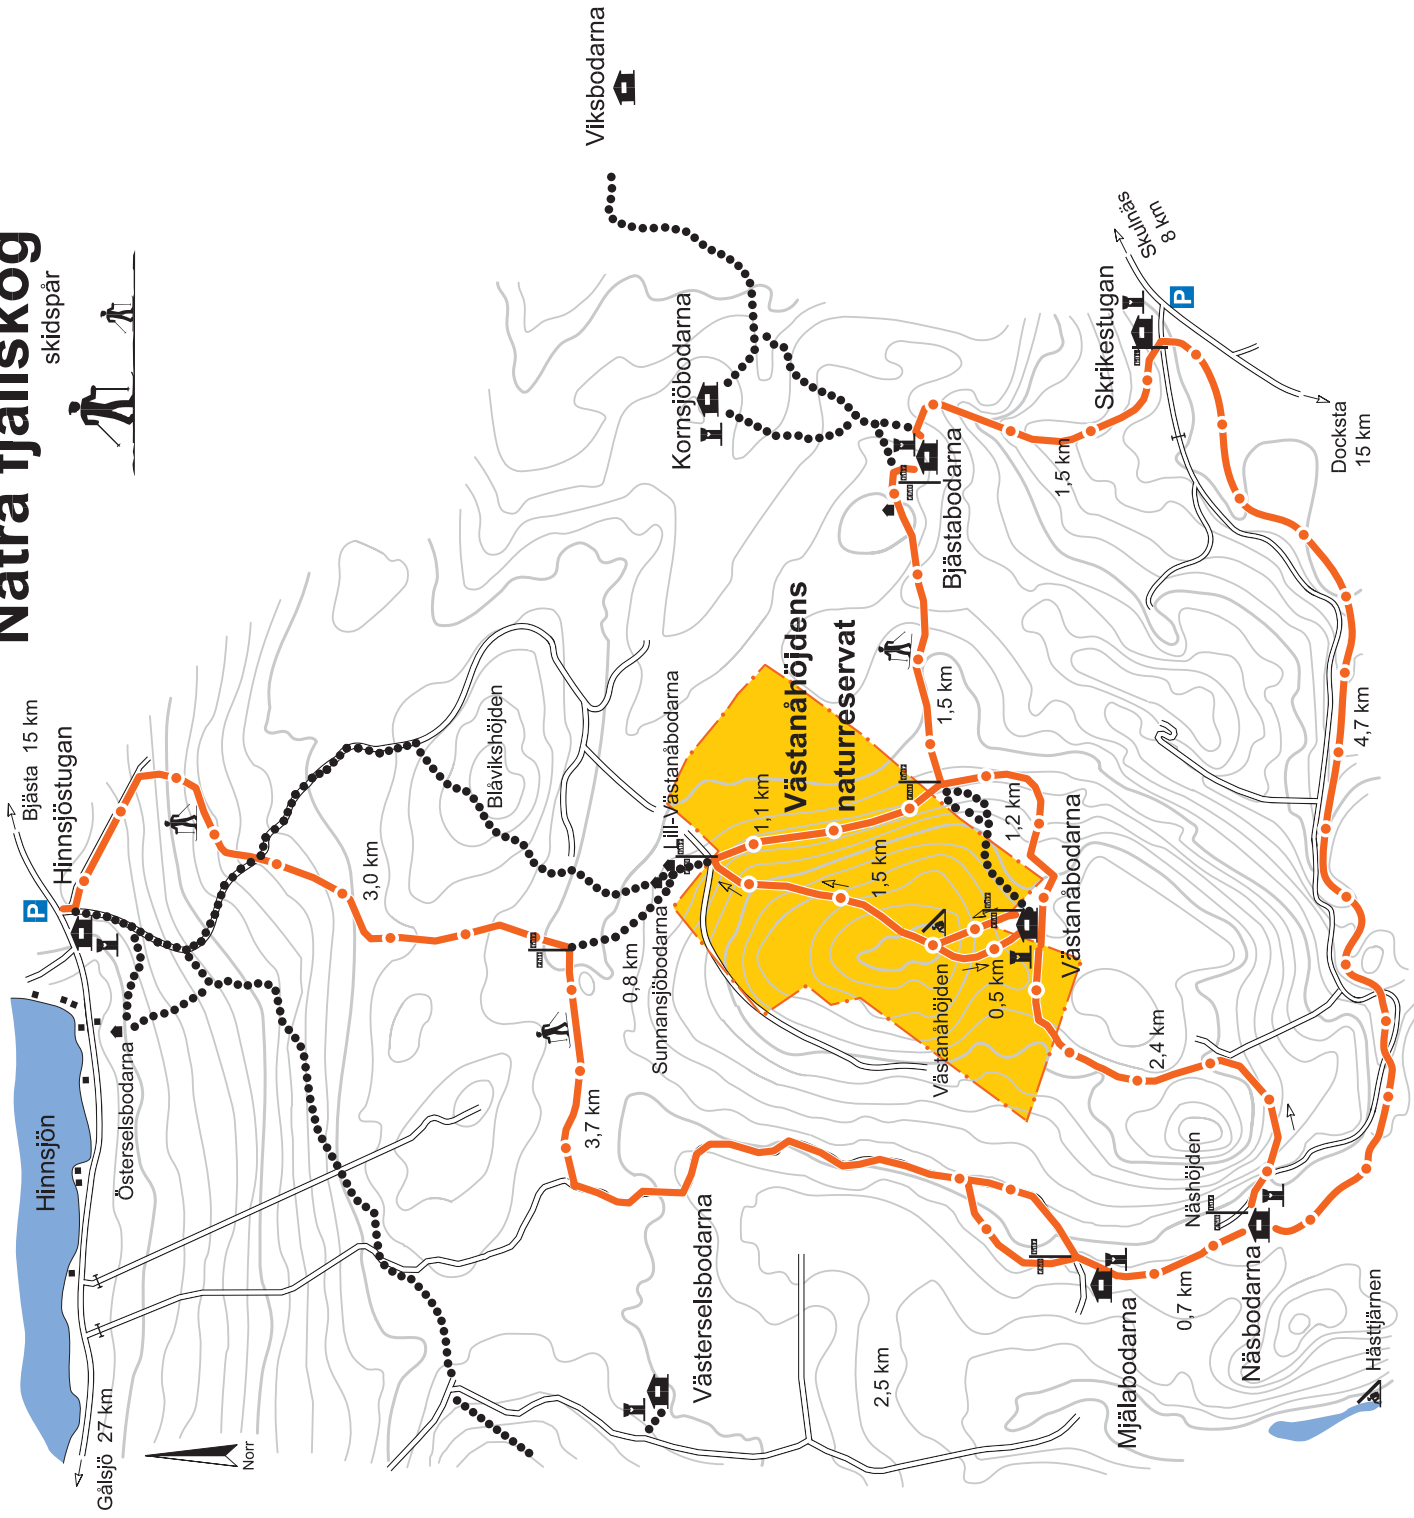 Nätra fjällskog
skidspår
Viksbodarna
Kornsjöbodarna
Skulnäs
8 km
P
Skrikestugan
Docksta
15 km
1,5 km
Bjästabodarna
Bjästa 15 km
Hinnsjöstugan
P
Blåvikshöjden
Lill-Västanåbodarna
Västanåhöjdens
naturreservat
1,5 km
4,7 km
1,1 km
1,2 km
3,0 km
1,5 km
Västanåbodarna
0,8 km
Sunnansjöbodarna
Västanåhöjden
0,5 km
2,4 km
Hinnsjön
Österselsbodarna
3,7 km
Näshöjden
Västerselsbodarna
0,7 km
Näsbodarna
Mjälabodarna
Hästtjärnen
2,5 km
Gålsjö 27 km
Norr